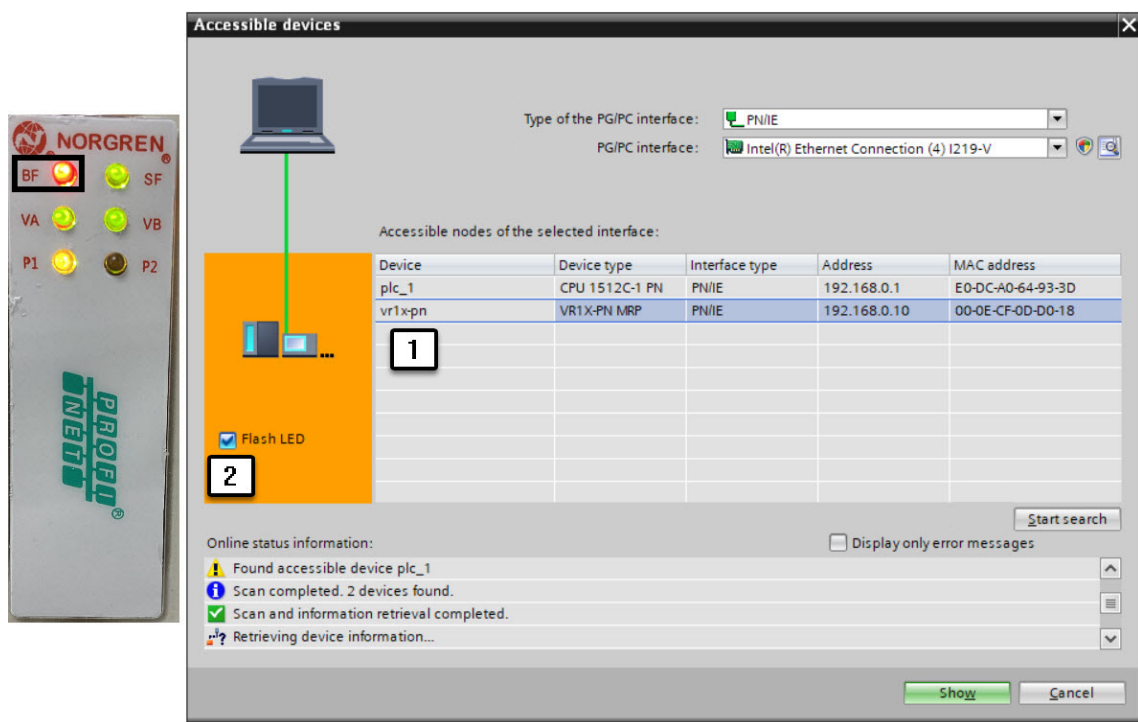 NORGREN®
BF SF
VA VB
P1 P2
PROFI
NET®
Accessible devices
Type of the PG/PC interface: PN/IE
PG/PC interface: Intel(R) Ethernet Connection (4) I219-V
Accessible nodes of the selected interface:
Device Device type Interface type Address MAC address
plc_1 CPU 1512C-1 PN PN/IE 192.168.0.1 E0-DC-A0-64-93-3D
vr1x-pn VR1X-PN MRP PN/IE 192.168.0.10 00-0E-CF-0D-D0-18
1
Flash LED
2
Start search
Online status information:
Display only error messages
Found accessible device plc_1
Scan completed. 2 devices found.
Scan and information retrieval completed.
Retrieving device information...
Show Cancel